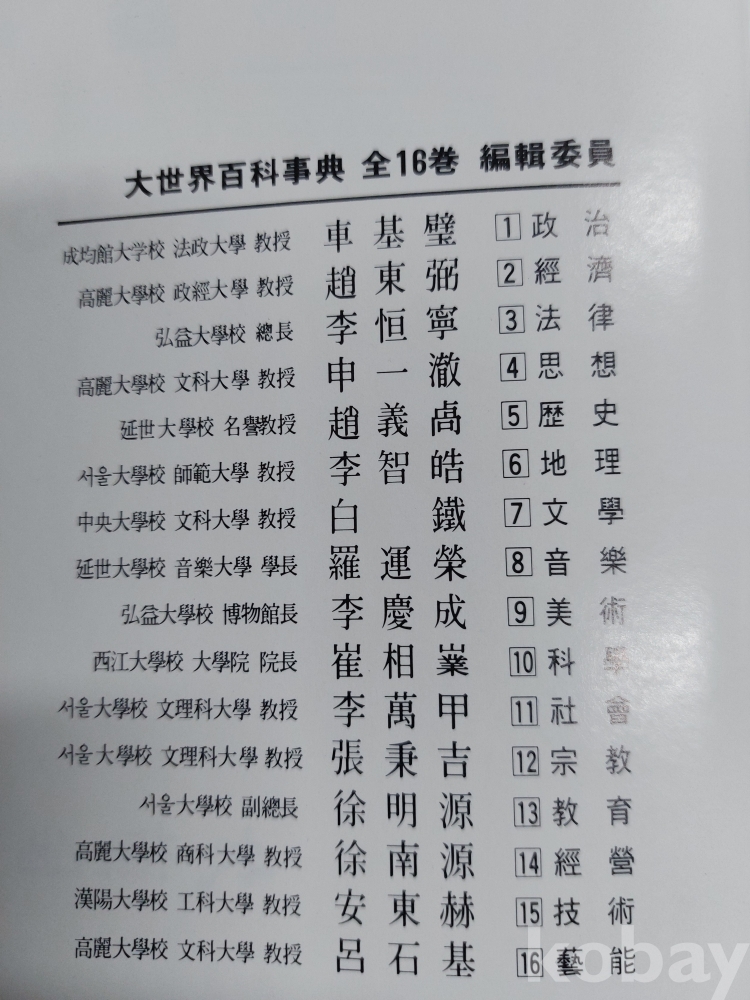 大世界百科事典 全16巻 編輯委員
成均館大学校 法政大學 教授 車基璧 1 政治
高麗大學校 政經大學 教授 趙東弼 2 經濟
弘益大學校 總長 李恒寧 3 法律
高麗大學校 文科大學 教授 申一澈 4 思想
延世大學校 名譽教授 趙義卨 5 歷史
서울大學校 師範大學 教授 李智皓 6 地理
中央大學校 文科大學 教授 白鐵 7 文學
延世大學校 音樂大學 學長 羅運榮 8 音樂
弘益大學校 博物館長 李慶成 9 美術
西江大學校 大學院 院長 崔相業 10 科學
서울大學校 文理科大學 教授 李萬甲 11 社會
서울大學校 文理科大學 教授 張秉吉 12 宗教
서울大學校 副總長 徐明源 13 教育
高麗大學校 商科大學 教授 徐南源 14 經營
漢陽大學校 工科大學 教授 安東赫 15 技術
高麗大學校 文科大學 教授 呂石基 16 藝能
kobay